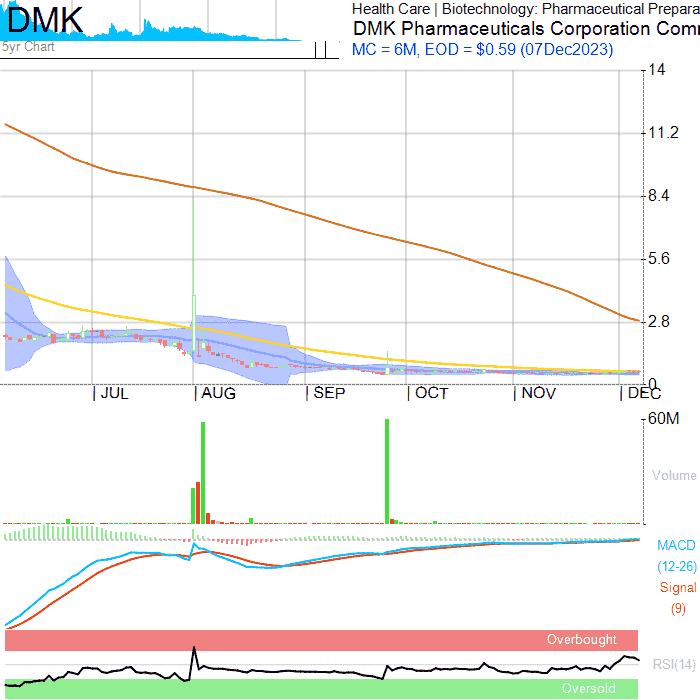 DMK
Health Care | Biotechnology: Pharmaceutical Prepara
DMK Pharmaceuticals Corporation Comm
MC = 6M, EOD = $0.59 (07Dec2023)
5yr Chart
14
11.2
8.4
5.6
2.8
0
JUL AUG SEP OCT NOV DEC
60M
Volume
MACD
(12-26)
Signal
(9)
Overbought
RSI(14)
Oversold